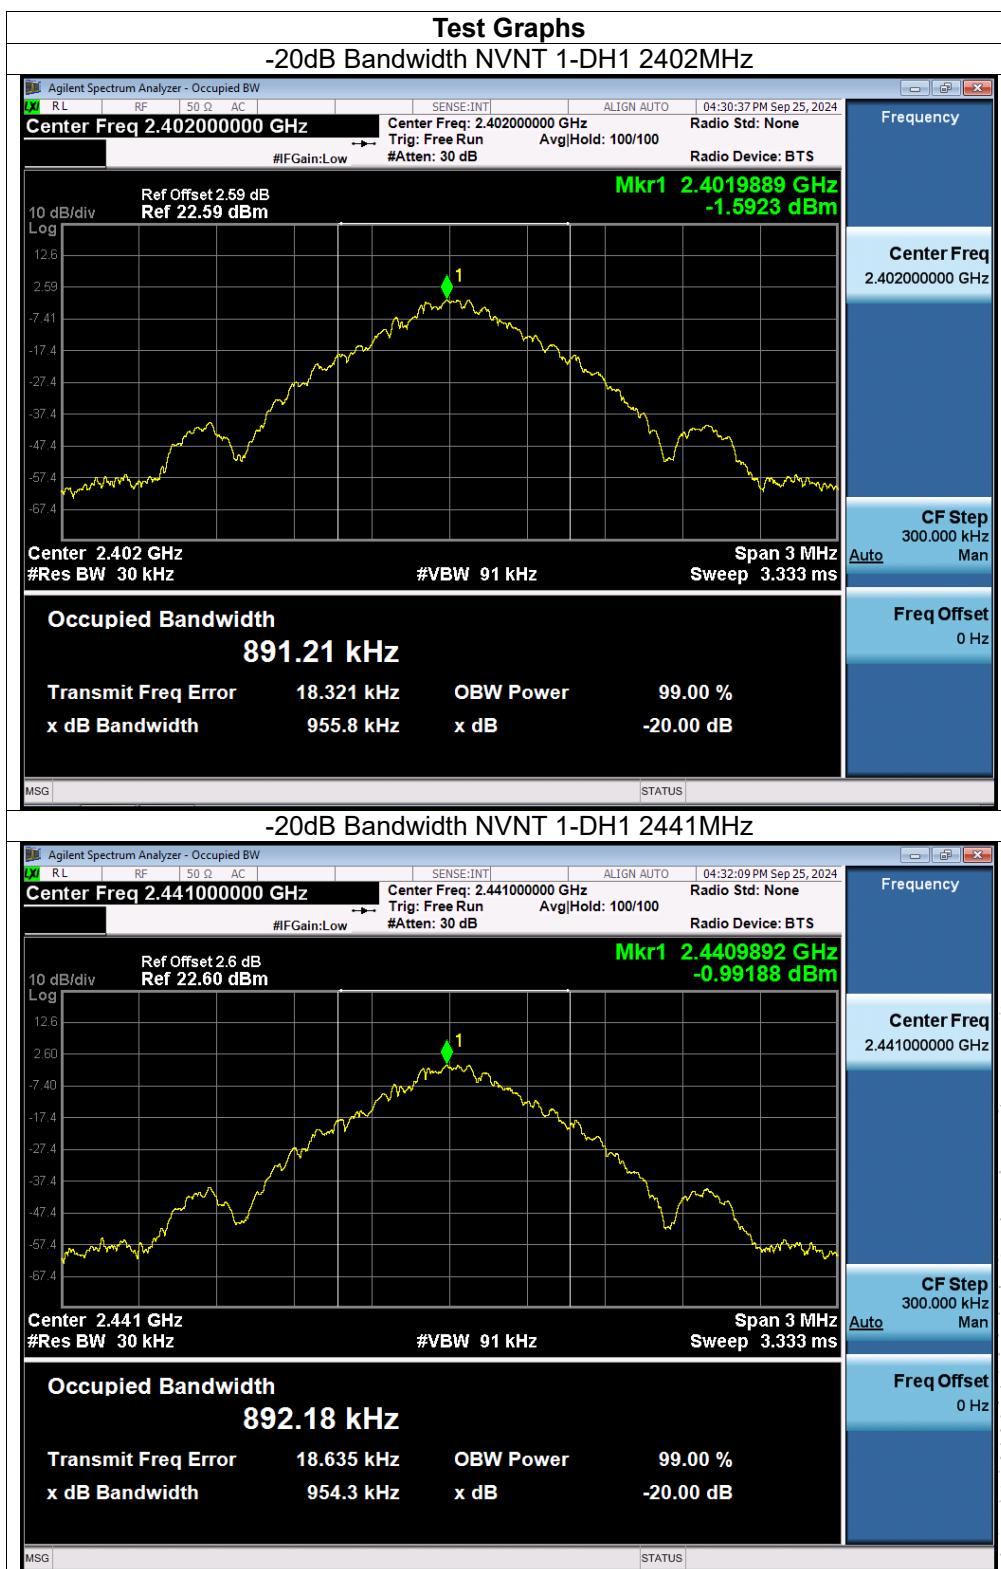 Test Graphs
-20dB Bandwidth NVNT 1-DH1 2402MHz
Agilent Spectrum Analyzer - Occupied BW
LXI RL RF 50 Ω AC SENSE:INT ALIGN AUTO 04:30:37 PM Sep 25, 2024
Center Freq 2.402000000 GHz
Center Freq: 2.402000000 GHz Radio Std: None
Trig: Free Run Avg|Hold: 100/100
#IFGain:Low #Atten: 30 dB Radio Device: BTS
Frequency
Mkr1 2.4019889 GHz
-1.5923 dBm
Ref Offset 2.59 dB
10 dB/div Ref 22.59 dBm
Log
12.6
1
2.59
-7.41
-17.4
-27.4
-37.4
-47.4
-57.4
-67.4
Center 2.402 GHz Span 3 MHz
#Res BW 30 kHz #VBW 91 kHz Sweep 3.333 ms
Center Freq
2.402000000 GHz
CF Step
300.000 kHz
Auto Man
Freq Offset
0 Hz
Occupied Bandwidth
891.21 kHz
Transmit Freq Error 18.321 kHz OBW Power 99.00 %
x dB Bandwidth 955.8 kHz x dB -20.00 dB
MSG STATUS
-20dB Bandwidth NVNT 1-DH1 2441MHz
Agilent Spectrum Analyzer - Occupied BW
LXI RL RF 50 Ω AC SENSE:INT ALIGN AUTO 04:32:09 PM Sep 25, 2024
Center Freq 2.441000000 GHz
Center Freq: 2.441000000 GHz Radio Std: None
Trig: Free Run Avg|Hold: 100/100
#IFGain:Low #Atten: 30 dB Radio Device: BTS
Frequency
Mkr1 2.4409892 GHz
-0.99188 dBm
Ref Offset 2.6 dB
10 dB/div Ref 22.60 dBm
Log
12.6
1
2.60
-7.40
-17.4
-27.4
-37.4
-47.4
-57.4
-67.4
Center 2.441 GHz Span 3 MHz
#Res BW 30 kHz #VBW 91 kHz Sweep 3.333 ms
Center Freq
2.441000000 GHz
CF Step
300.000 kHz
Auto Man
Freq Offset
0 Hz
Occupied Bandwidth
892.18 kHz
Transmit Freq Error 18.635 kHz OBW Power 99.00 %
x dB Bandwidth 954.3 kHz x dB -20.00 dB
MSG STATUS